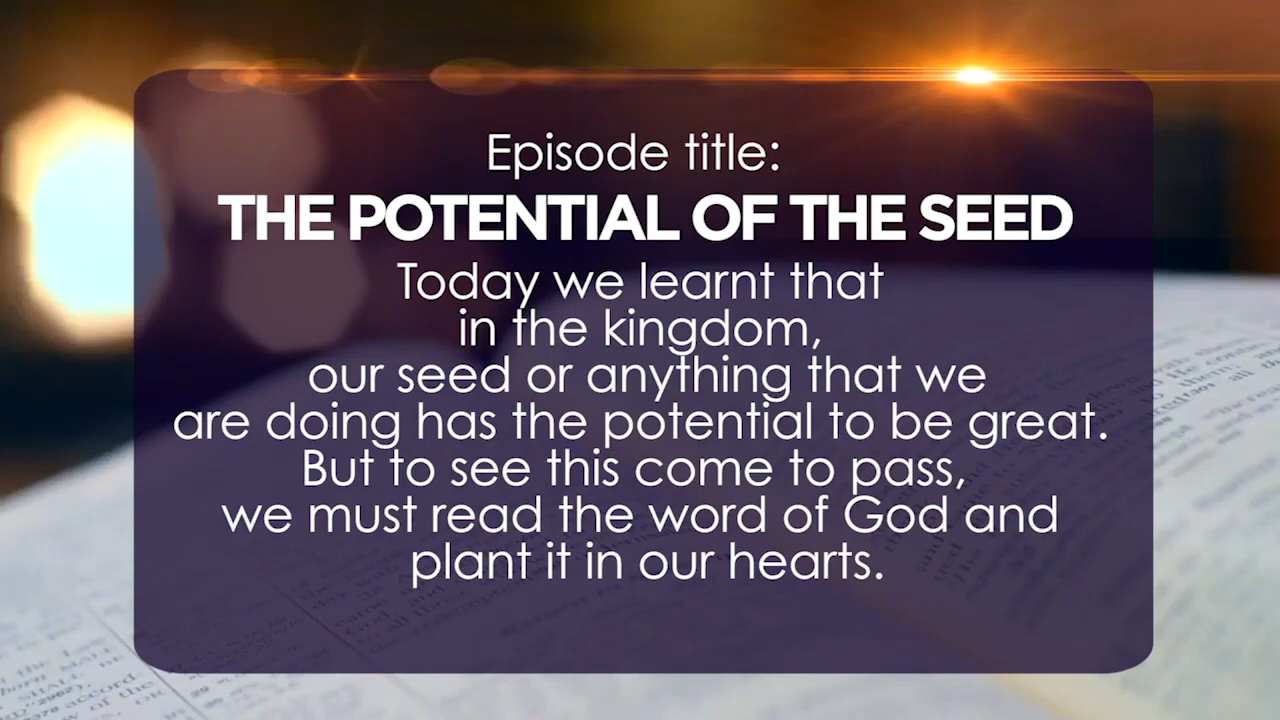 Episode title:
THE POTENTIAL OF THE SEED
Today we learnt that
in the kingdom,
our seed or anything that we
are doing has the potential to be great.
But to see this come to pass,
we must read the word of God and
plant it in our hearts.